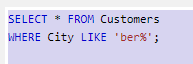 SELECT * FROM Customers
WHERE City LIKE 'ber%';